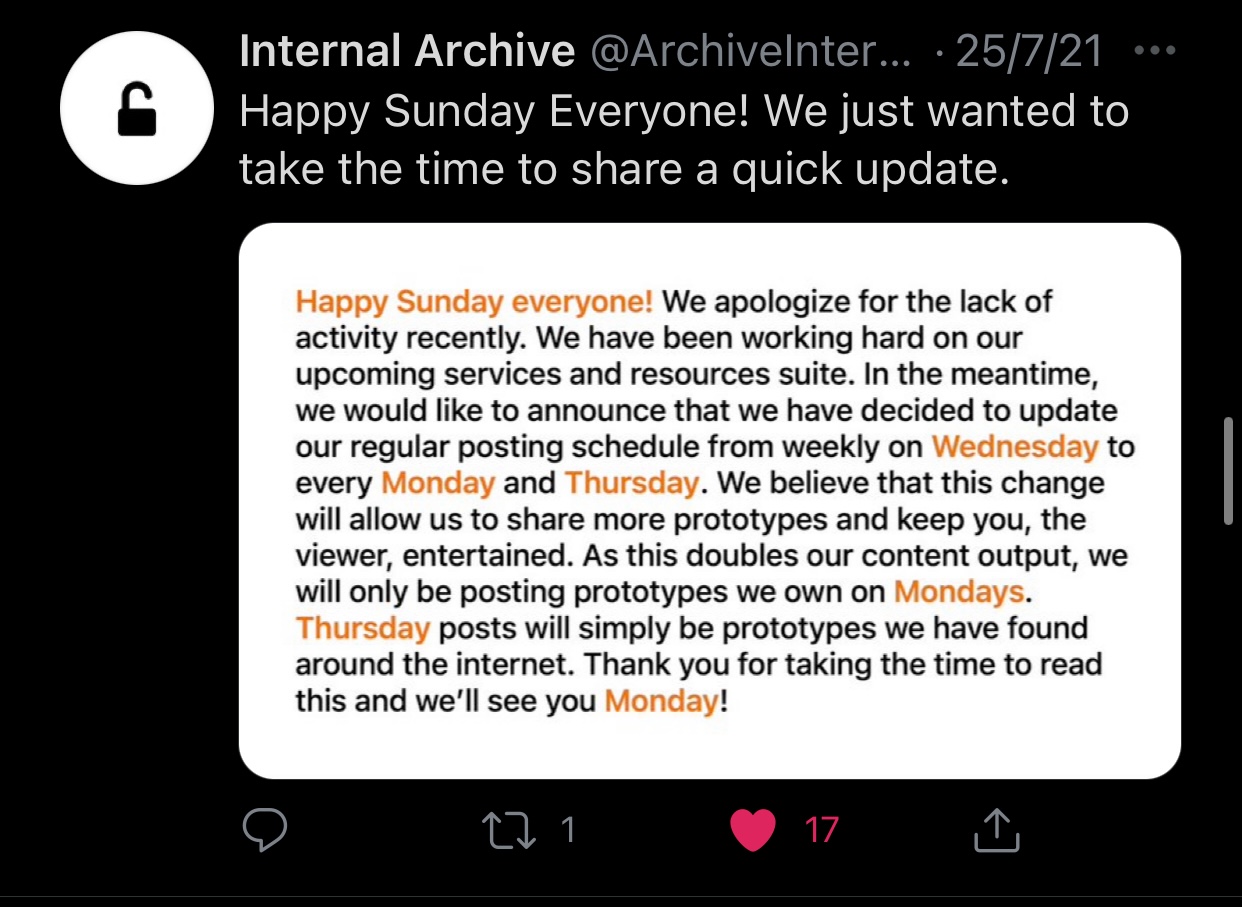 Internal Archive @ArchiveInter... · 25/7/21
Happy Sunday Everyone! We just wanted to
take the time to share a quick update.
Happy Sunday everyone! We apologize for the lack of
activity recently. We have been working hard on our
upcoming services and resources suite. In the meantime,
we would like to announce that we have decided to update
our regular posting schedule from weekly on Wednesday to
every Monday and Thursday. We believe that this change
will allow us to share more prototypes and keep you, the
viewer, entertained. As this doubles our content output, we
will only be posting prototypes we own on Mondays.
Thursday posts will simply be prototypes we have found
around the internet. Thank you for taking the time to read
this and we’ll see you Monday!
1 17